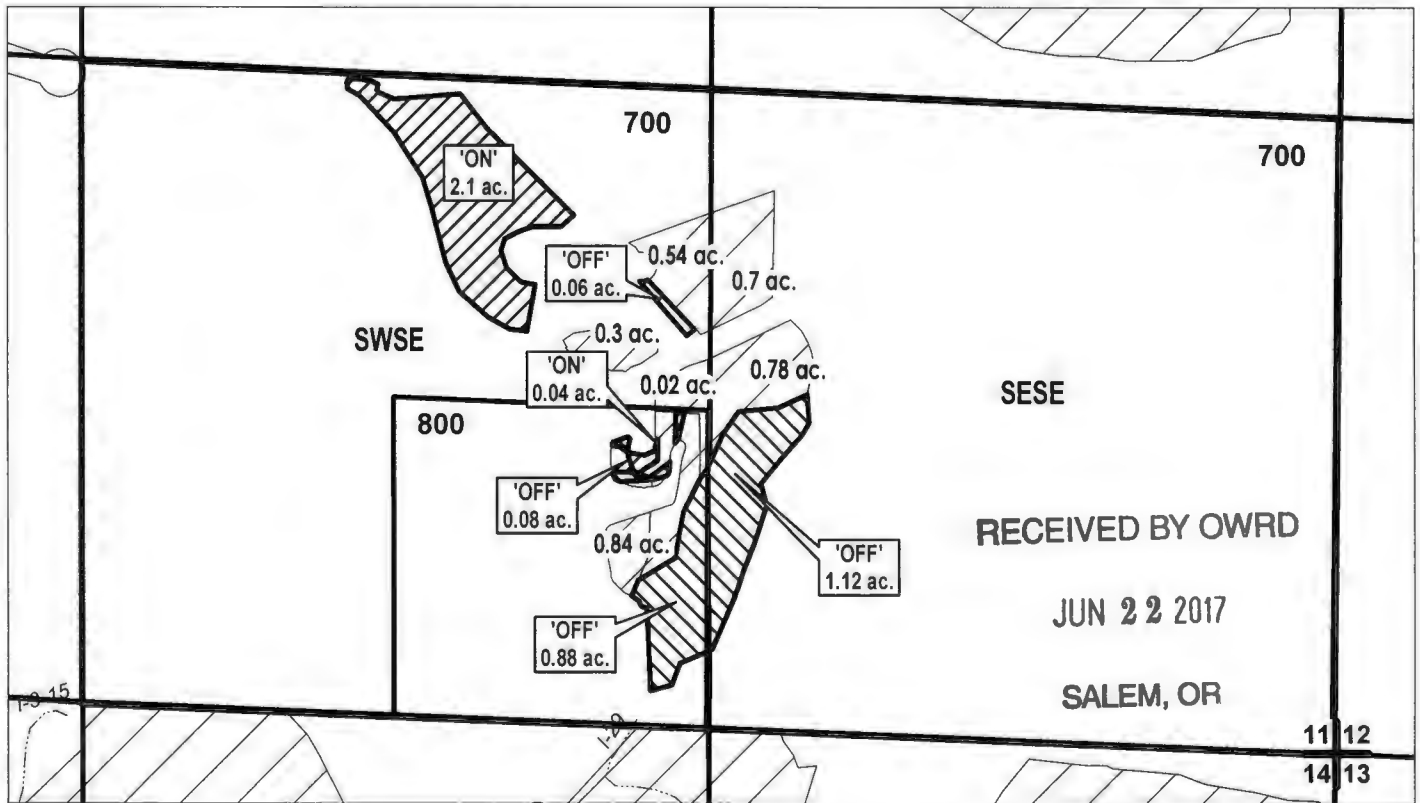 700
700
'ON'
2.1 ac.
'OFF'
0.06 ac.
0.54 ac.
0.7 ac.
SWSE
0.3 ac.
'ON'
0.04 ac.
0.02 ac.
0.78 ac.
SESE
800
'OFF'
0.08 ac.
0.84 ac.
'OFF'
1.12 ac.
RECEIVED BY OWRD
JUN 22 2017
'OFF'
0.88 ac.
SALEM, OR
11 12
14 13